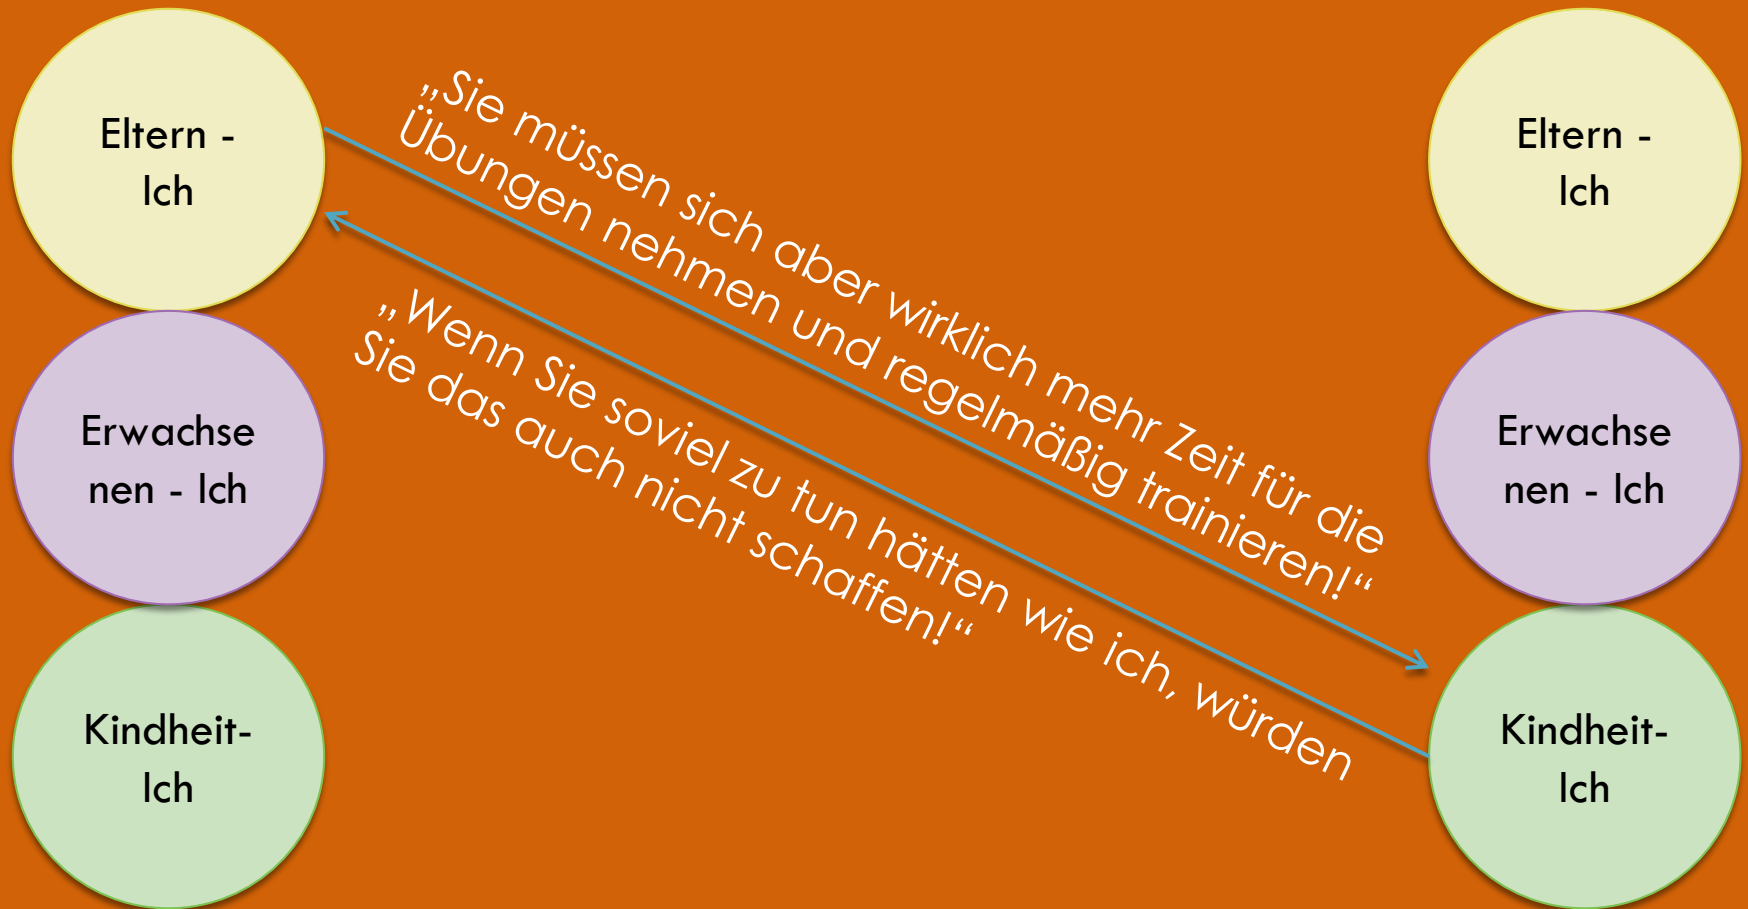 Eltern -
Ich
Erwachse
nen - Ich
Kindheit-
Ich
„Sie müssen sich aber wirklich mehr Zeit für die
Übungen nehmen und regelmäßig trainieren!“
„Wenn Sie soviel zu tun hätten wie ich, würden
Sie das auch nicht schaffen!“
Eltern -
Ich
Erwachse
nen - Ich
Kindheit-
Ich